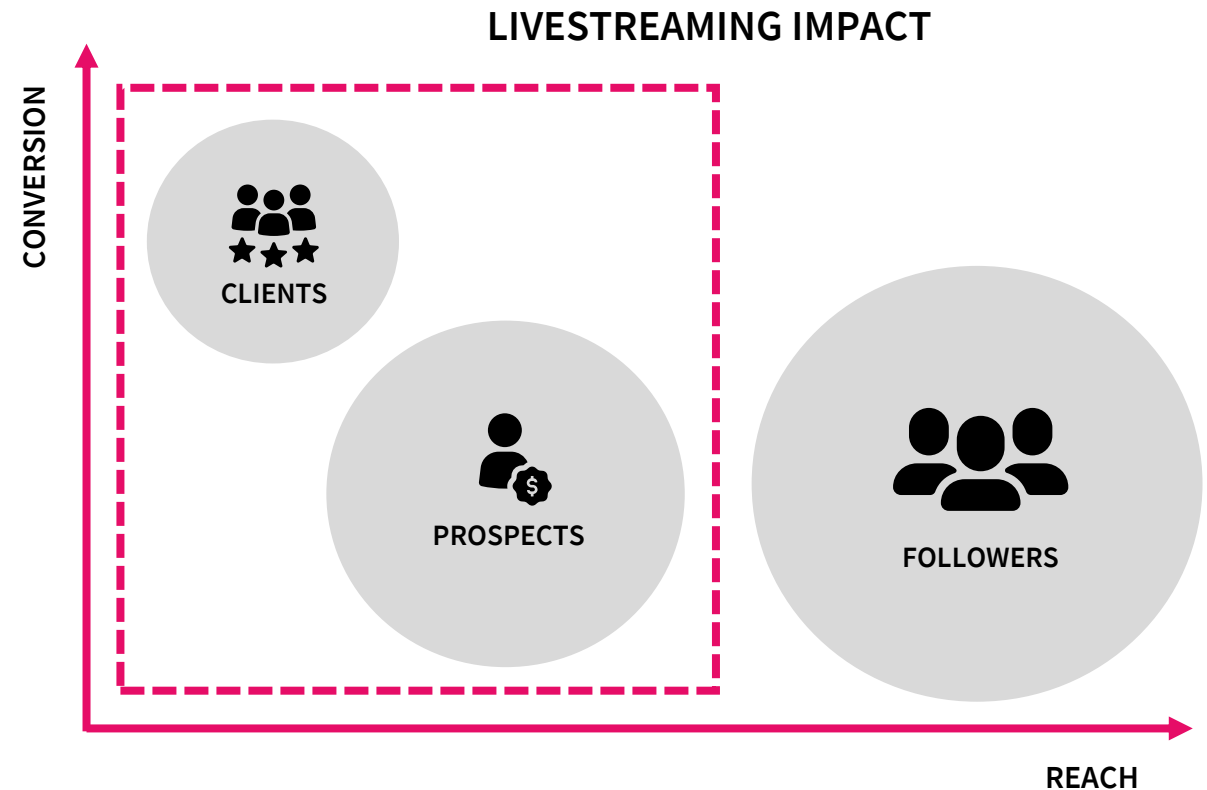 LIVESTREAMING IMPACT
CONVERSION
CLIENTS
PROSPECTS
$
FOLLOWERS
REACH